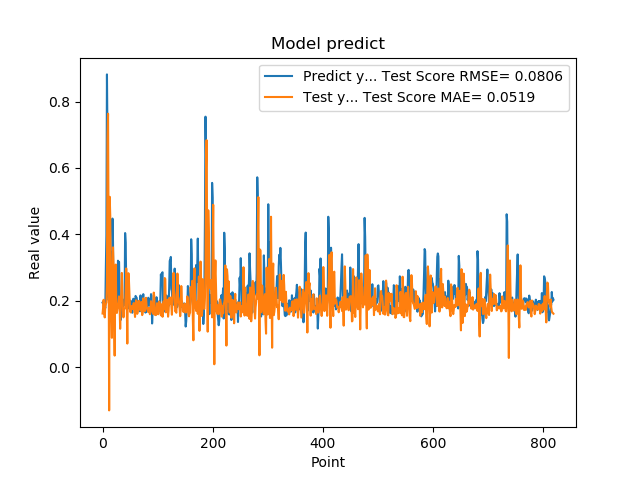 Model predict
Predict y... Test Score RMSE= 0.0806
Test y... Test Score MAE= 0.0519
Real value
0.8
0.6
0.4
0.2
0.0
0 200 400 600 800
Point